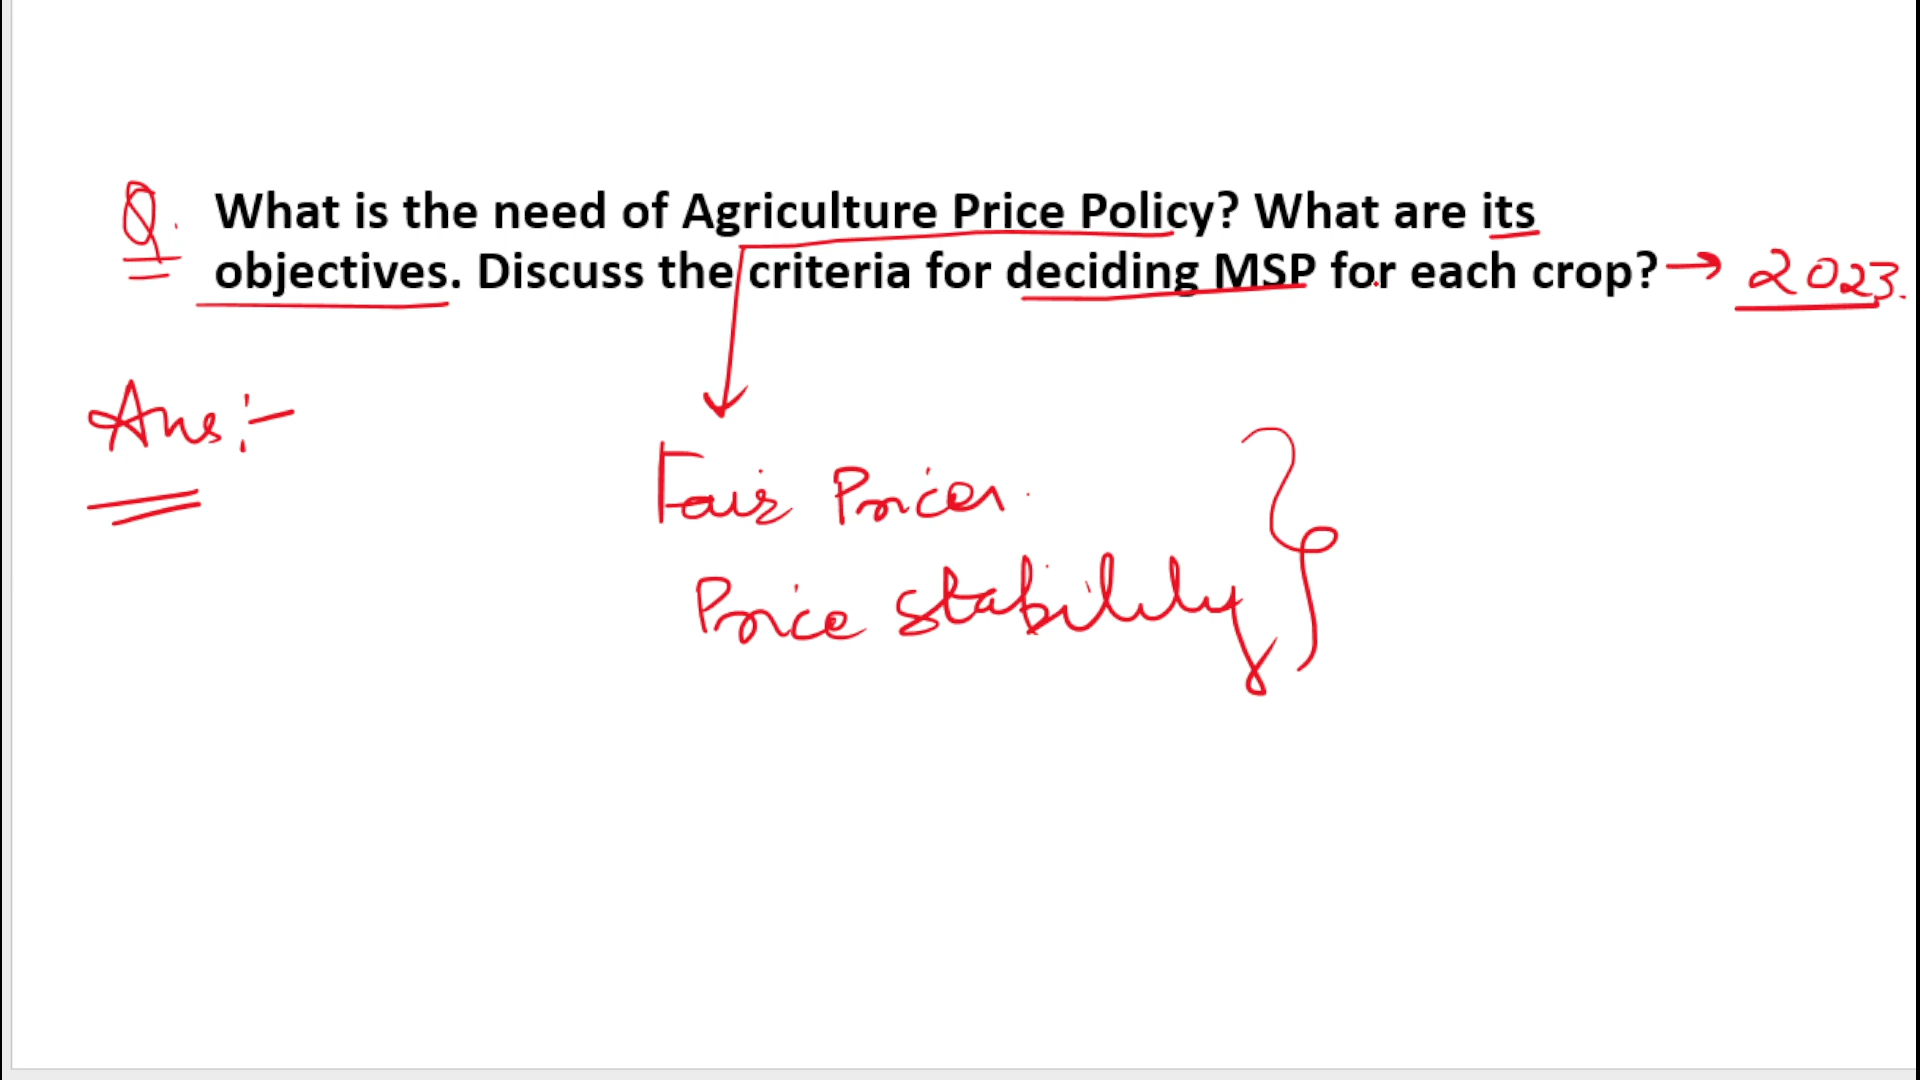 Q. What is the need of Agriculture Price Policy? What are its
objectives. Discuss the criteria for deciding MSP for each crop? → 2023.
Ans:-
Fair Prices
Price stability